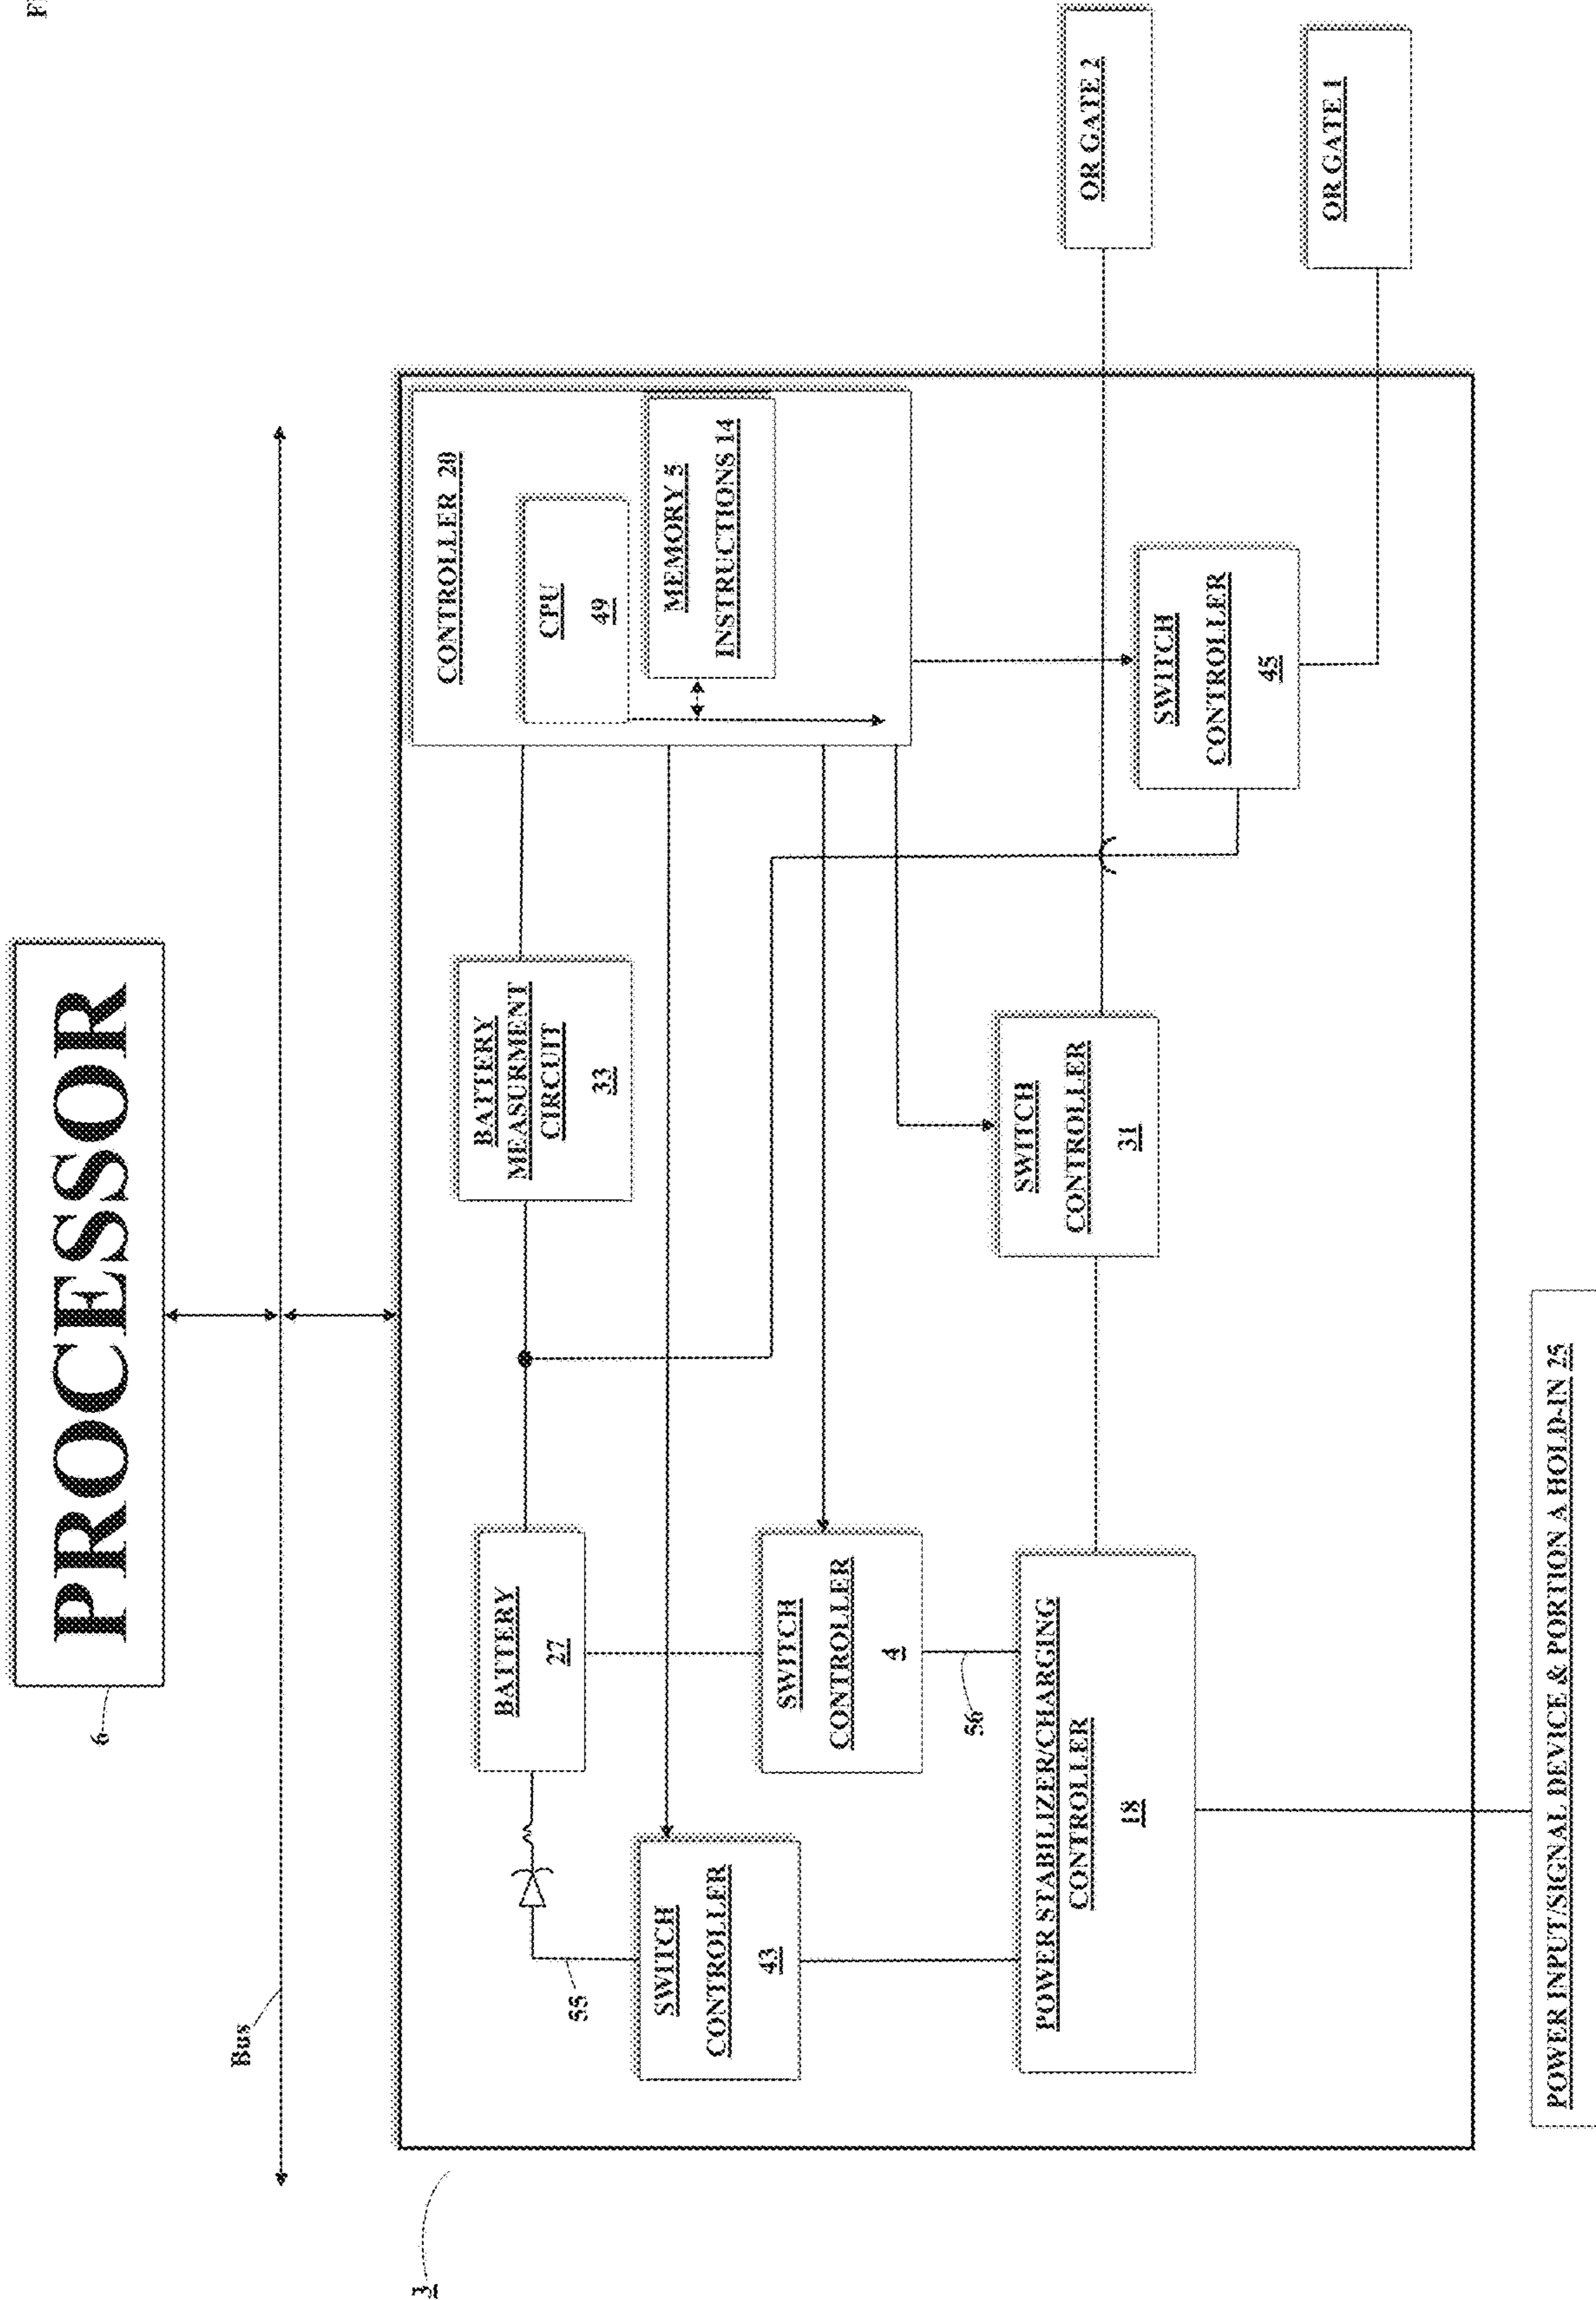 PROCESSOR
6
Bus
3
CONTROLLER 20
BATTERY
27
BATTERY
MEASURMENT
CIRCUIT
33
CPU
49
MEMORY 5
INSTRUCTIONS 14
55
SWITCH
CONTROLLER
43
SWITCH
CONTROLLER
4
56
POWER STABILIZER/CHARGING
CONTROLLER
18
SWITCH
CONTROLLER
31
OR GATE 2
SWITCH
CONTROLLER
45
OR GATE 1
POWER INPUT/SIGNAL DEVICE & PORTION A HOLD-IN 25